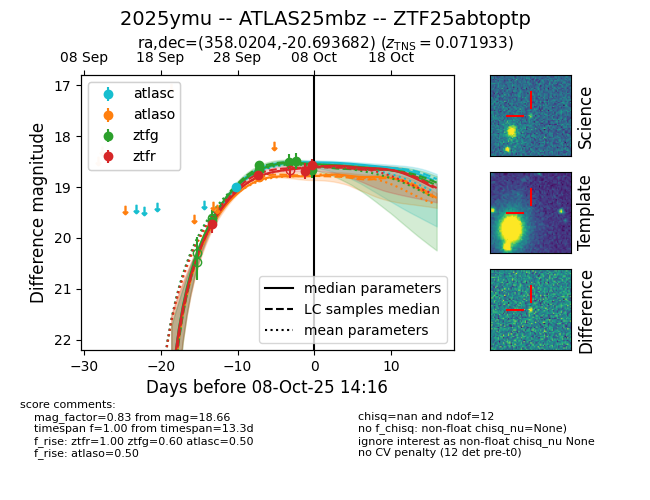 2025ymu -- ATLAS25mbz -- ZTF25abtoptp
ra,dec=(358.0204,-20.693682) (z_TNS = 0.071933)
08 Sep 18 Sep 28 Sep 08 Oct 18 Oct
17
18
19
20
21
22
Difference magnitude
atlasc
atlaso
ztfg
ztfr
median parameters
LC samples median
mean parameters
−30 −20 −10 0 10
Days before 08-Oct-25 14:16
Science
Template
Difference
score comments:
mag_factor=0.83 from mag=18.66
timespan f=1.00 from timespan=13.3d
f_rise: ztfr=1.00 ztfg=0.60 atlasc=0.50
f_rise: atlaso=0.50
chisq=nan and ndof=12
no f_chisq: non-float chisq_nu=None)
ignore interest as non-float chisq_nu None
no CV penalty (12 det pre-t0)